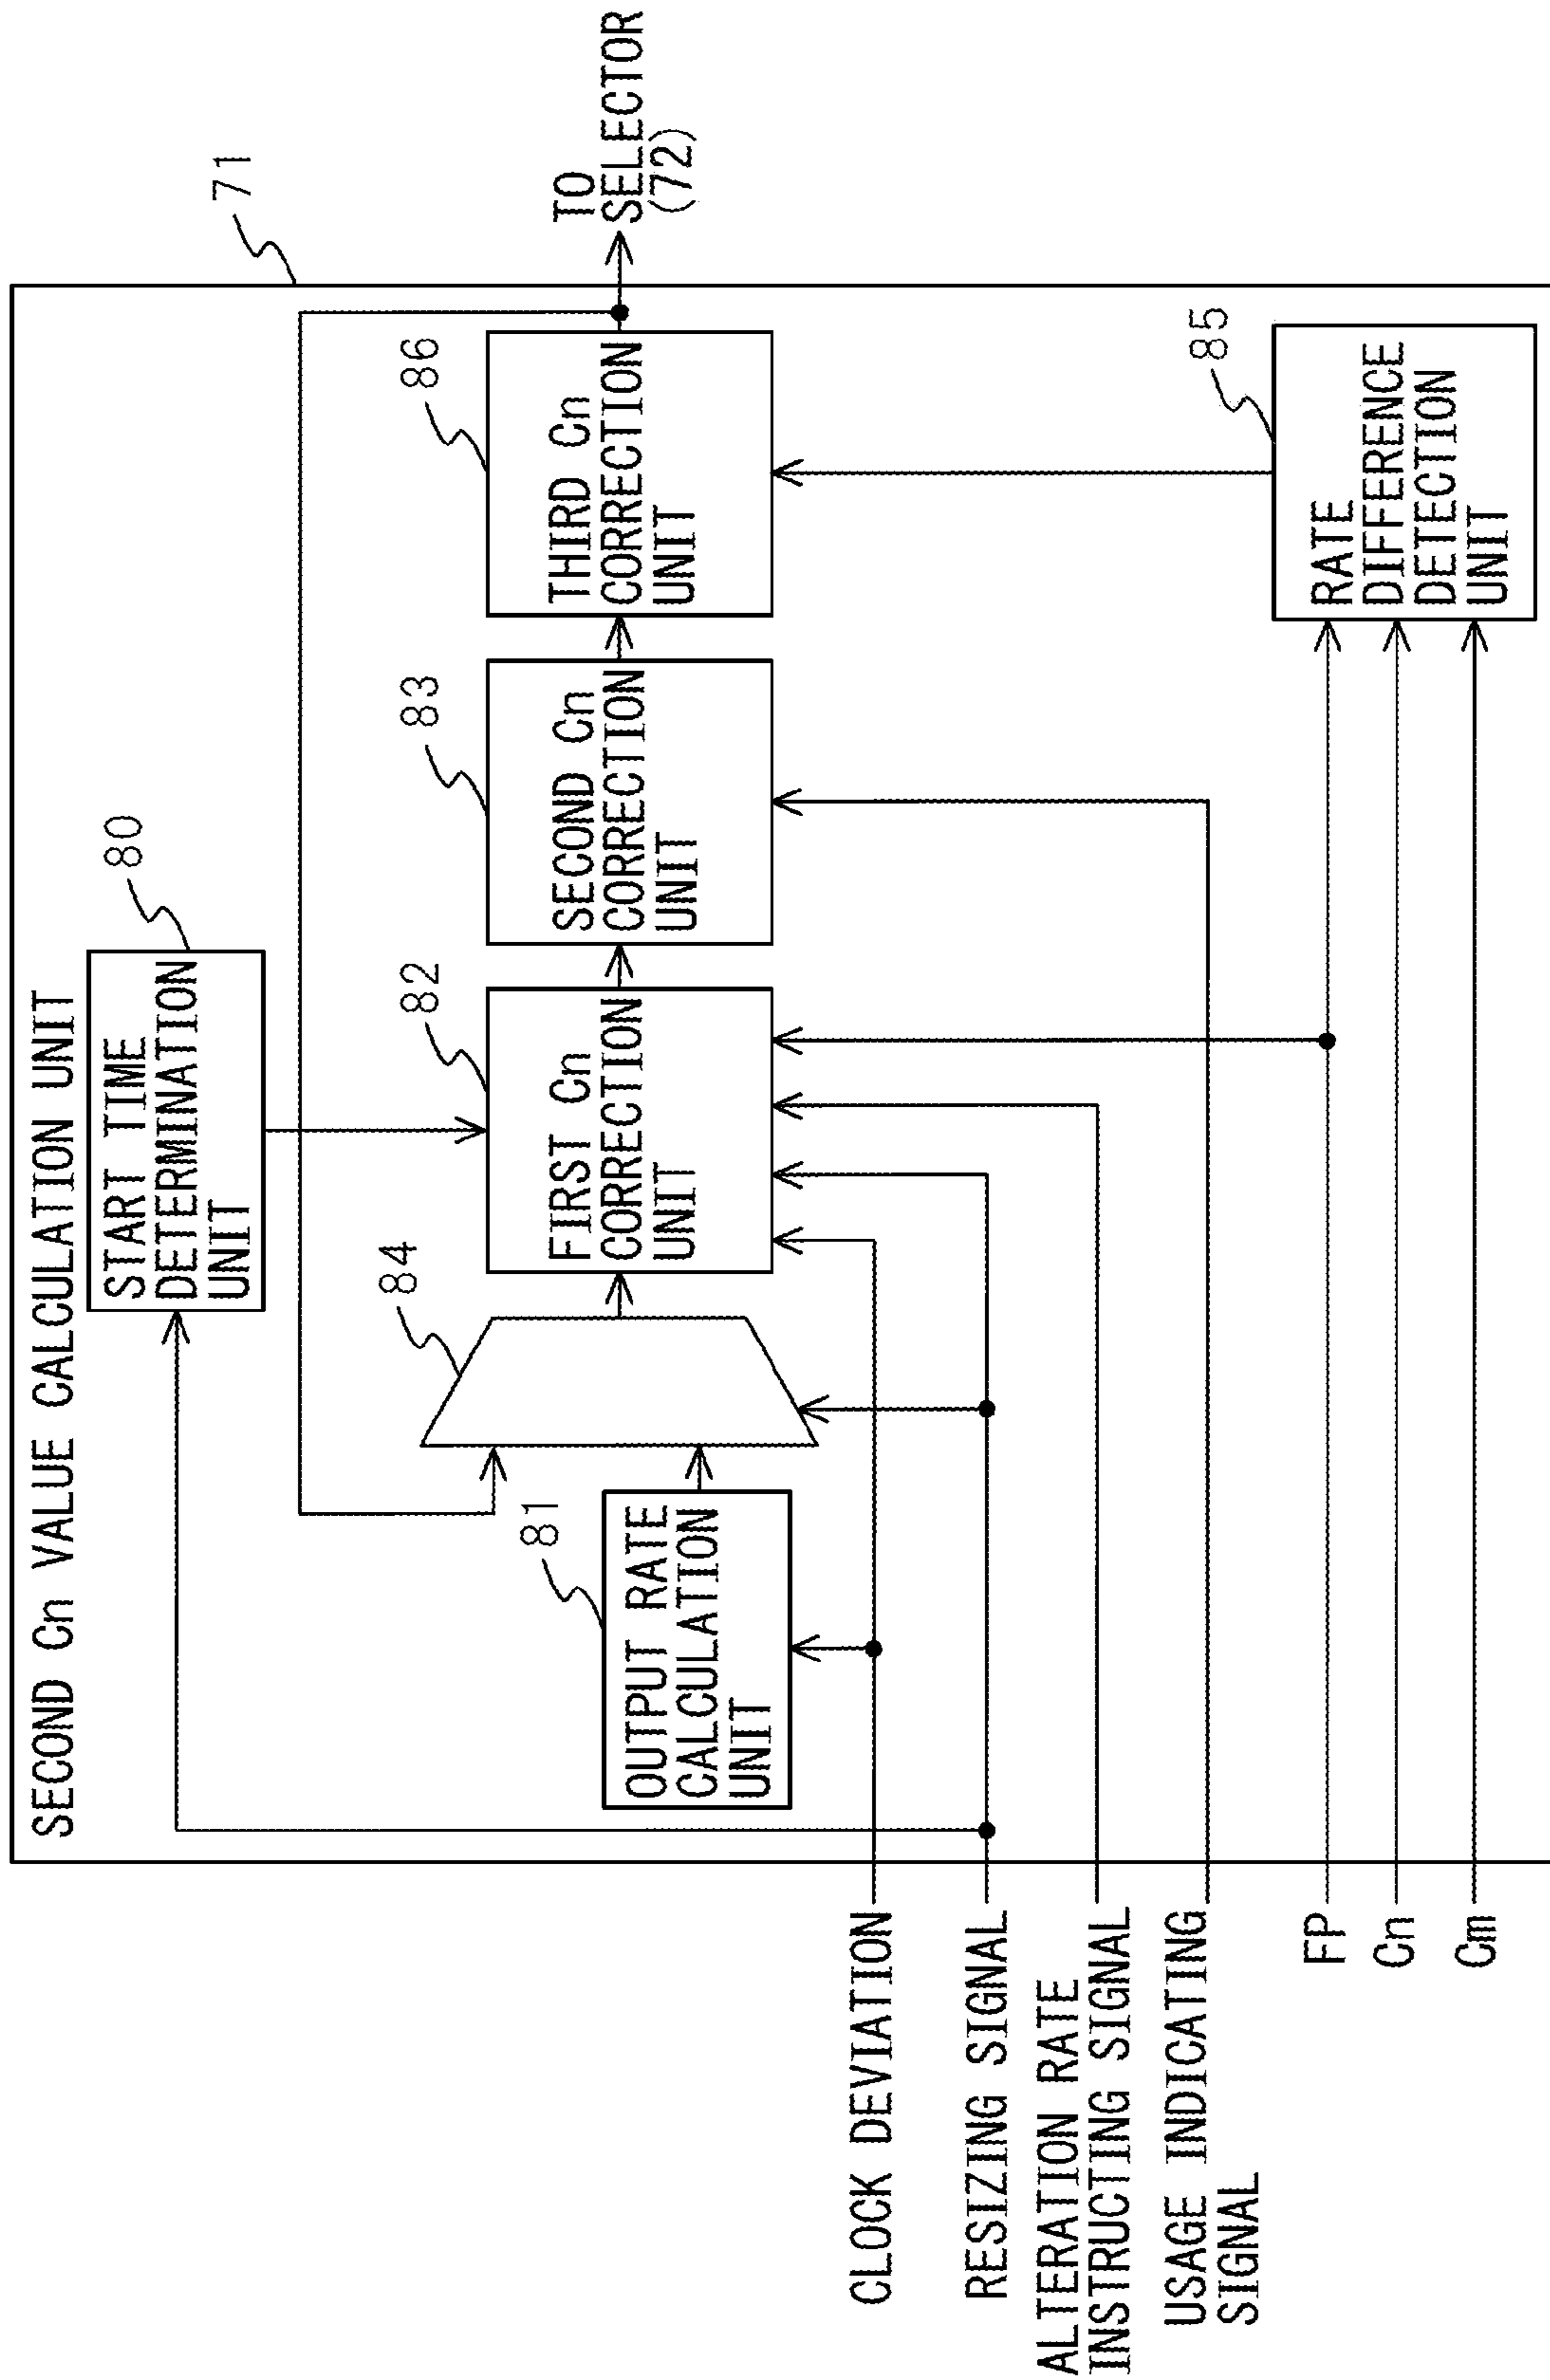 SECOND Cn VALUE CALCULATION UNIT
71
START TIME
DETERMINATION
UNIT
80
OUTPUT RATE
CALCULATION
UNIT
81
84
FIRST Cn
CORRECTION
UNIT
82
SECOND Cn
CORRECTION
UNIT
83
THIRD Cn
CORRECTION
UNIT
86
TO
SELECTOR
(72)
RATE
DIFFERENCE
DETECTION
UNIT
85
CLOCK DEVIATION
RESIZING SIGNAL
ALTERATION RATE
INSTRUCTING SIGNAL
USAGE INDICATING
SIGNAL
FP
Cn
Cm